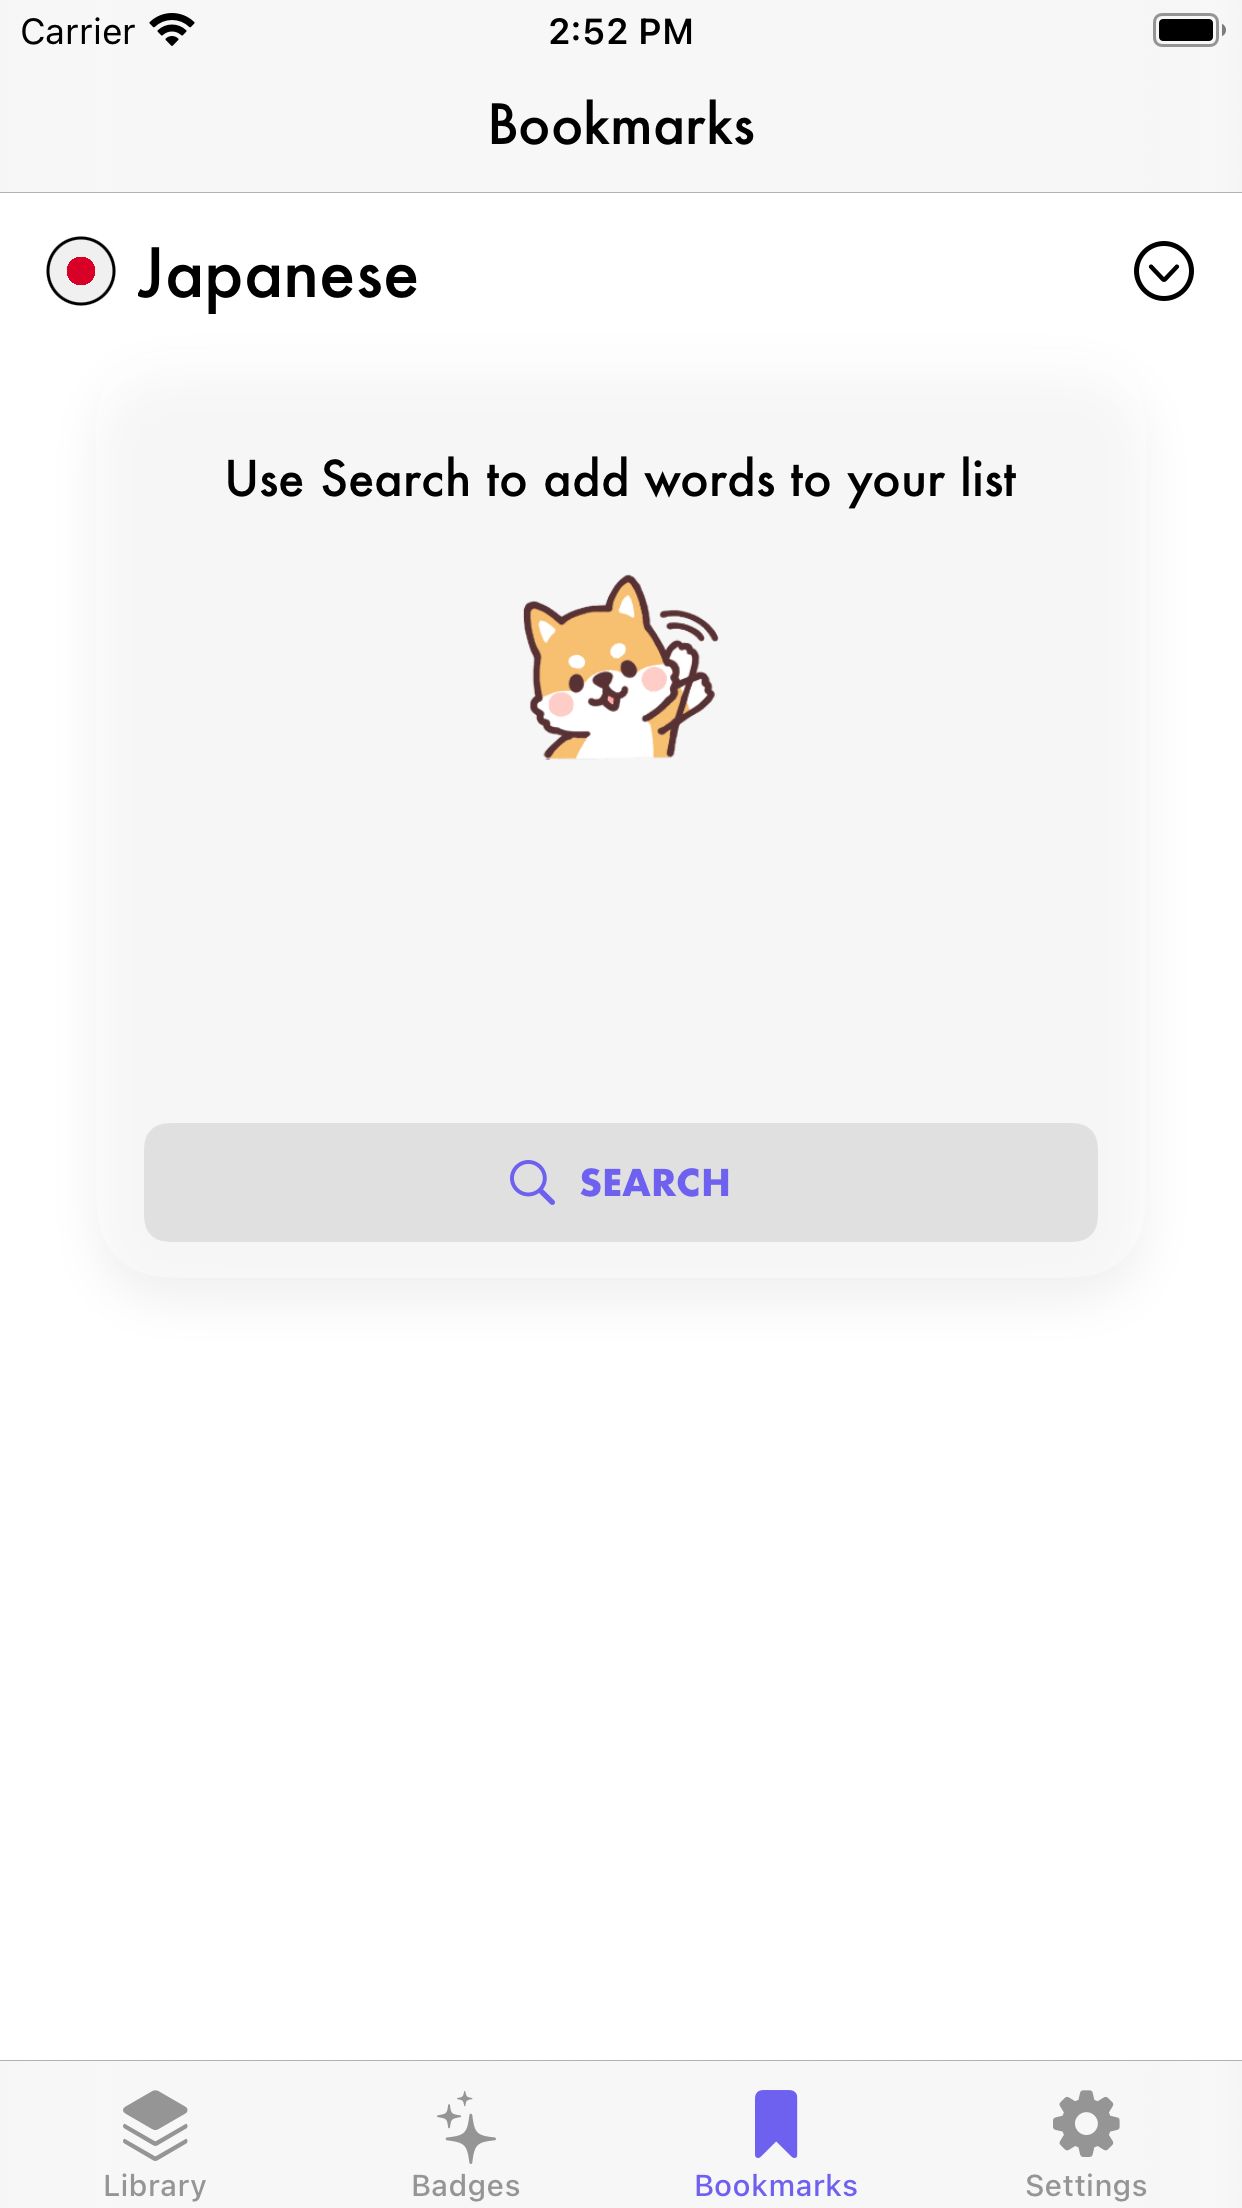 Carrier 2:52 PM
Bookmarks
Japanese
Use Search to add words to your list
SEARCH
Library Badges Bookmarks Settings